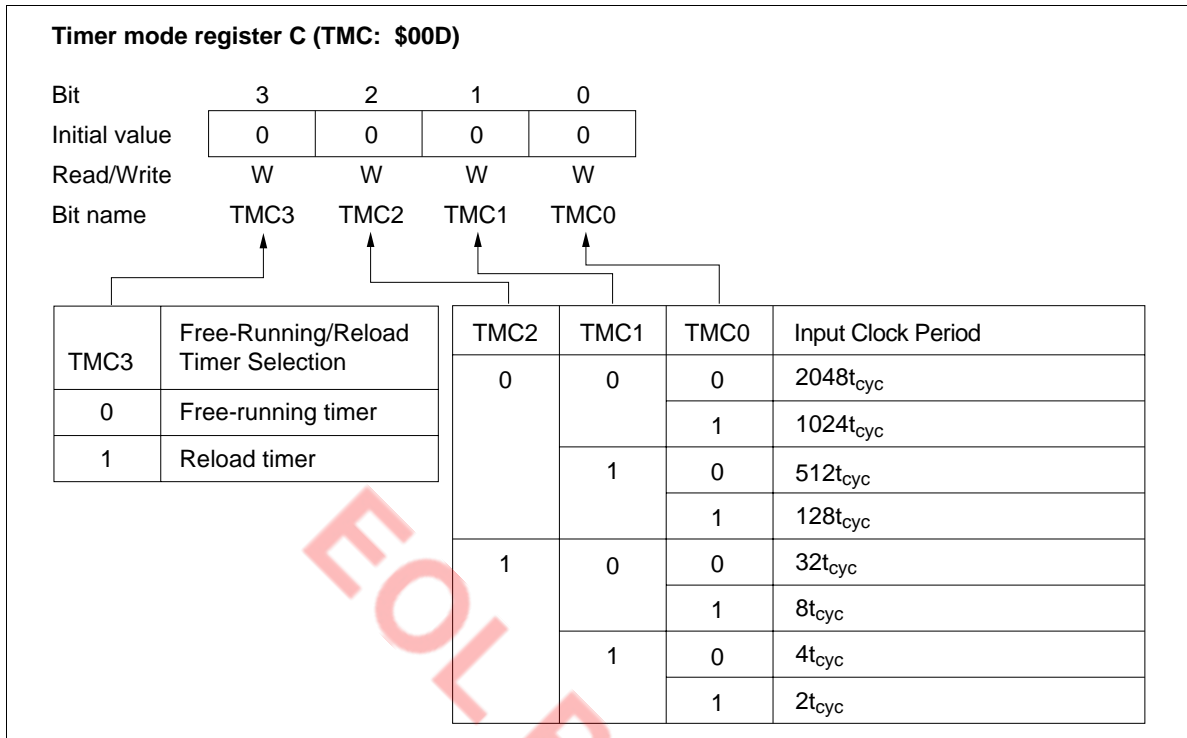 Timer mode register C (TMC: $00D)
Bit 3 2 1 0
Initial value 0 0 0 0
Read/Write W W W W
Bit name TMC3 TMC2 TMC1 TMC0
TMC3 Free-Running/Reload Timer Selection
0 Free-running timer
1 Reload timer
TMC2 TMC1 TMC0 Input Clock Period
0 0 0 2048tcyc
1 1024tcyc
1 0 512tcyc
1 128tcyc
1 0 0 32tcyc
1 8tcyc
1 0 4tcyc
1 2tcyc
EOL